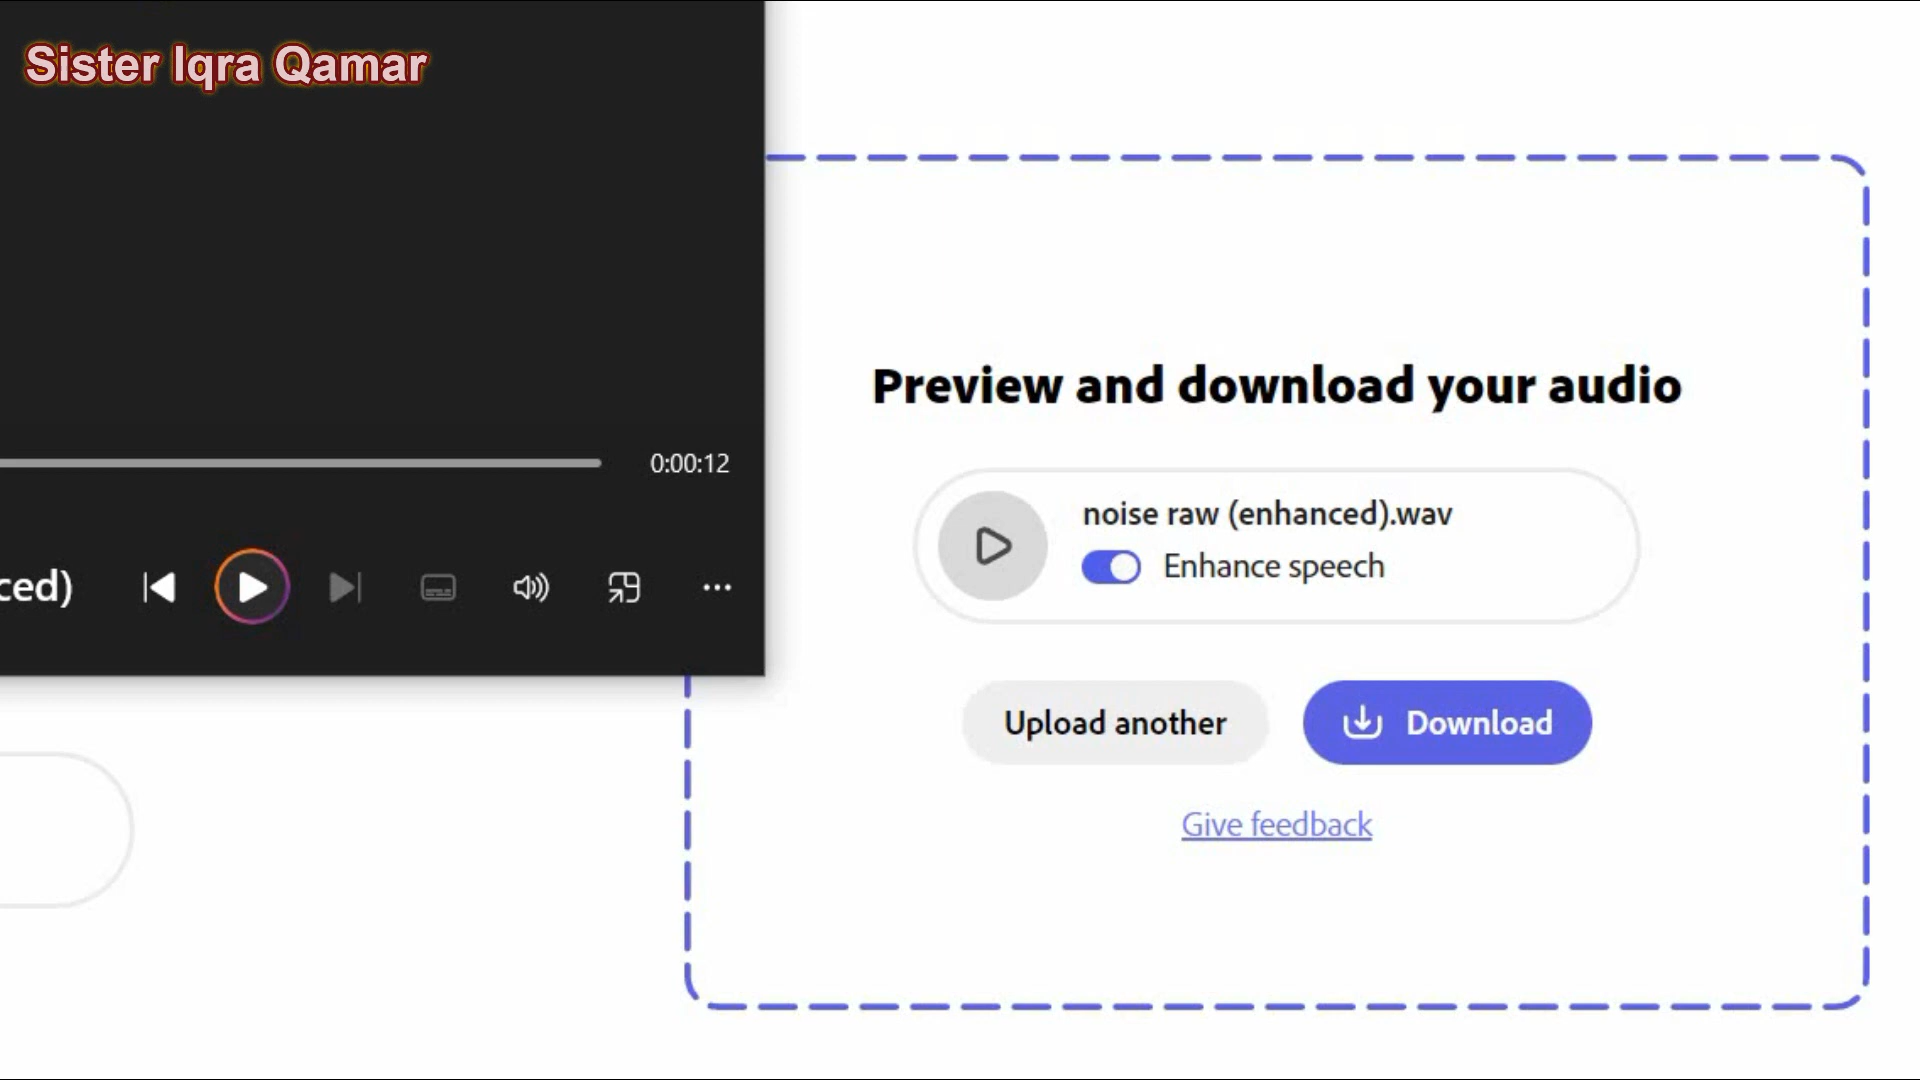 Sister Iqra Qamar
Preview and download your audio
0:00:12
noise raw (enhanced).wav
Enhance speech
ced)
Upload another
Download
Give feedback